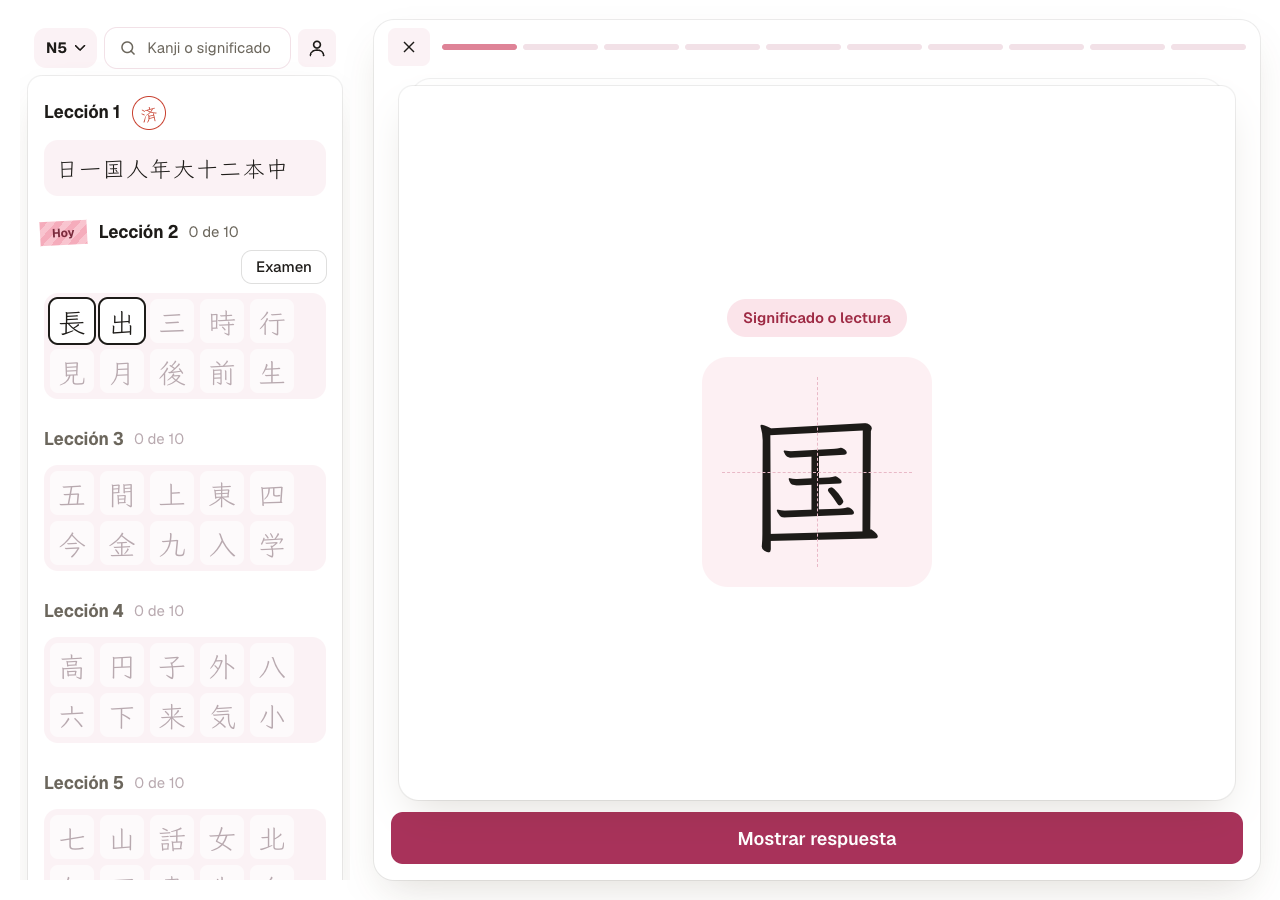 N5
Kanji o significado
Lección 1 済
日一国人年大十二本中
Hoy Lección 2 0 de 10
Examen
長出三時行
見月後前生
Lección 3 0 de 10
五間上東四
今金九入学
Lección 4 0 de 10
高円子外八
六下来気小
Lección 5 0 de 10
七山話女北
Significado o lectura
国
Mostrar respuesta